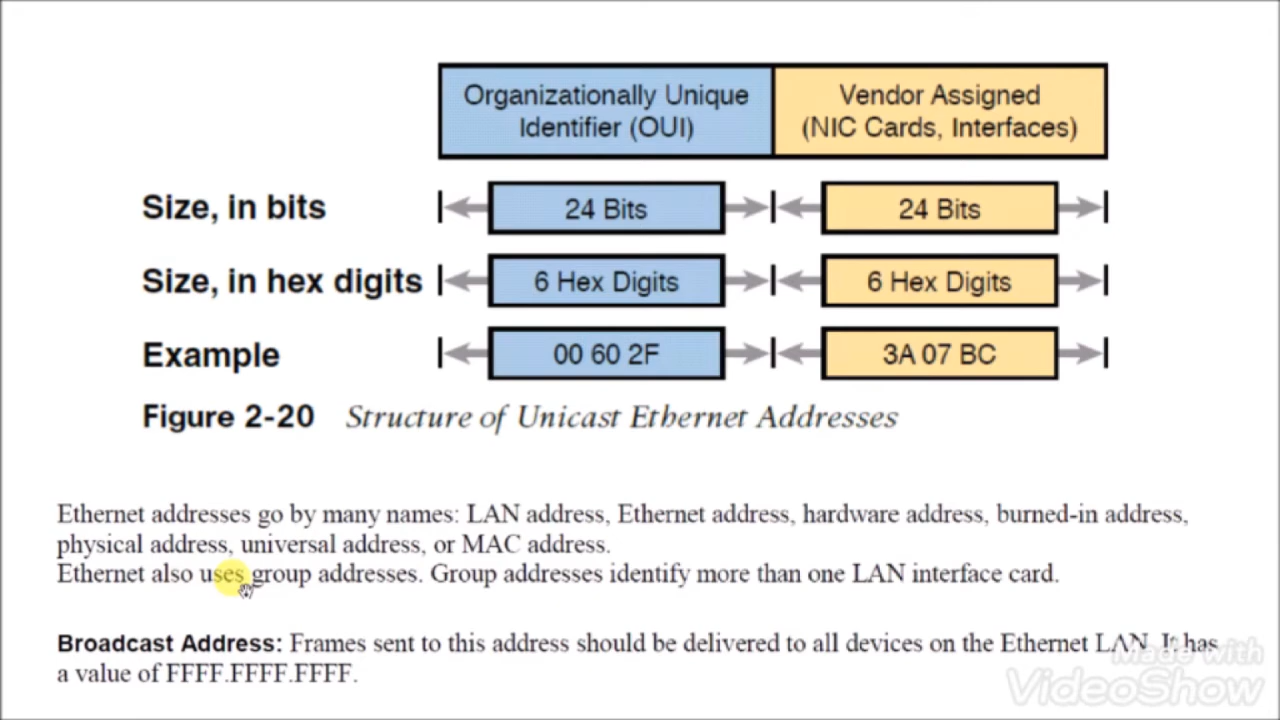 Organizationally Unique
Identifier (OUI)
Vendor Assigned
(NIC Cards, Interfaces)
Size, in bits
24 Bits
24 Bits
Size, in hex digits
6 Hex Digits
6 Hex Digits
Example
00 60 2F
3A 07 BC
Figure 2-20 Structure of Unicast Ethernet Addresses
Ethernet addresses go by many names: LAN address, Ethernet address, hardware address, burned-in address,
physical address, universal address, or MAC address.
Ethernet also uses group addresses. Group addresses identify more than one LAN interface card.
Broadcast Address: Frames sent to this address should be delivered to all devices on the Ethernet LAN. It has
a value of FFFF.FFFF.FFFF.
Made with
VideoShow